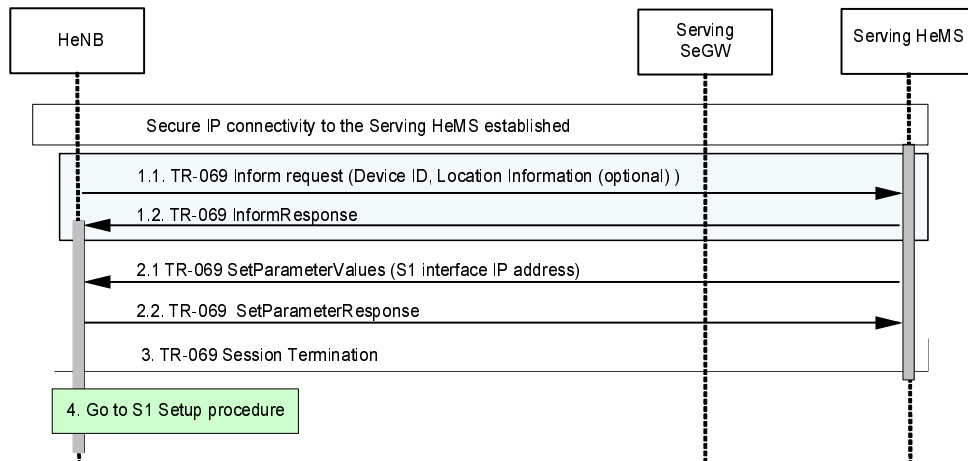 HeNB
Serving
SeGW
Serving HeMS
Secure IP connectivity to the Serving HeMS established
1.1. TR-069 Inform request (Device ID, Location Information (optional) )
1.2. TR-069 InformResponse
2.1 TR-069 SetParameterValues (S1 interface IP address)
2.2. TR-069 SetParameterResponse
3. TR-069 Session Termination
4. Go to S1 Setup procedure